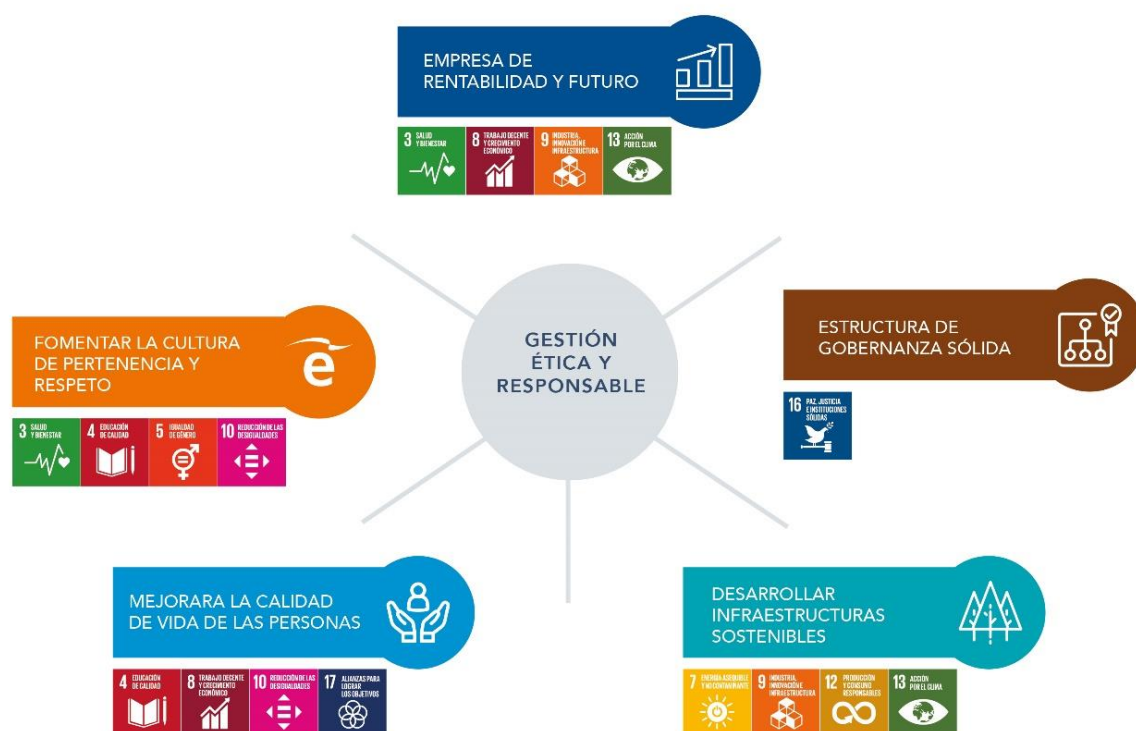 EMPRESA DE
RENTABILIDAD Y FUTURO
3 SALUD
Y BIENESTAR
8 TRABAJO DECENTE
Y CRECIMIENTO
ECONÓMICO
9 INDUSTRIA,
INNOVACIÓN E
INFRAESTRUCTURA
13 ACCIÓN
POR EL CLIMA
FOMENTAR LA CULTURA
DE PERTENENCIA Y
RESPETO
e
3 SALUD
Y BIENESTAR
4 EDUCACIÓN
DE CALIDAD
5 IGUALDAD
DE GÉNERO
10 REDUCCIÓN DE LAS
DESIGUALDADES
GESTIÓN
ÉTICA Y
RESPONSABLE
ESTRUCTURA DE
GOBERNANZA SÓLIDA
16 PAZ, JUSTICIA
E INSTITUCIONES
SÓLIDAS
MEJORARA LA CALIDAD
DE VIDA DE LAS PERSONAS
4 EDUCACIÓN
DE CALIDAD
8 TRABAJO DECENTE
Y CRECIMIENTO
ECONÓMICO
10 REDUCCIÓN DE LAS
DESIGUALDADES
17 ALIANZAS PARA
LOGRAR
LOS OBJETIVOS
DESARROLLAR
INFRAESTRUCTURAS
SOSTENIBLES
7 ENERGÍA ASEQUIBLE
Y NO CONTAMINANTE
9 INDUSTRIA,
INNOVACIÓN E
INFRAESTRUCTURA
12 PRODUCCIÓN
Y CONSUMO
RESPONSABLES
13 ACCIÓN
POR EL CLIMA